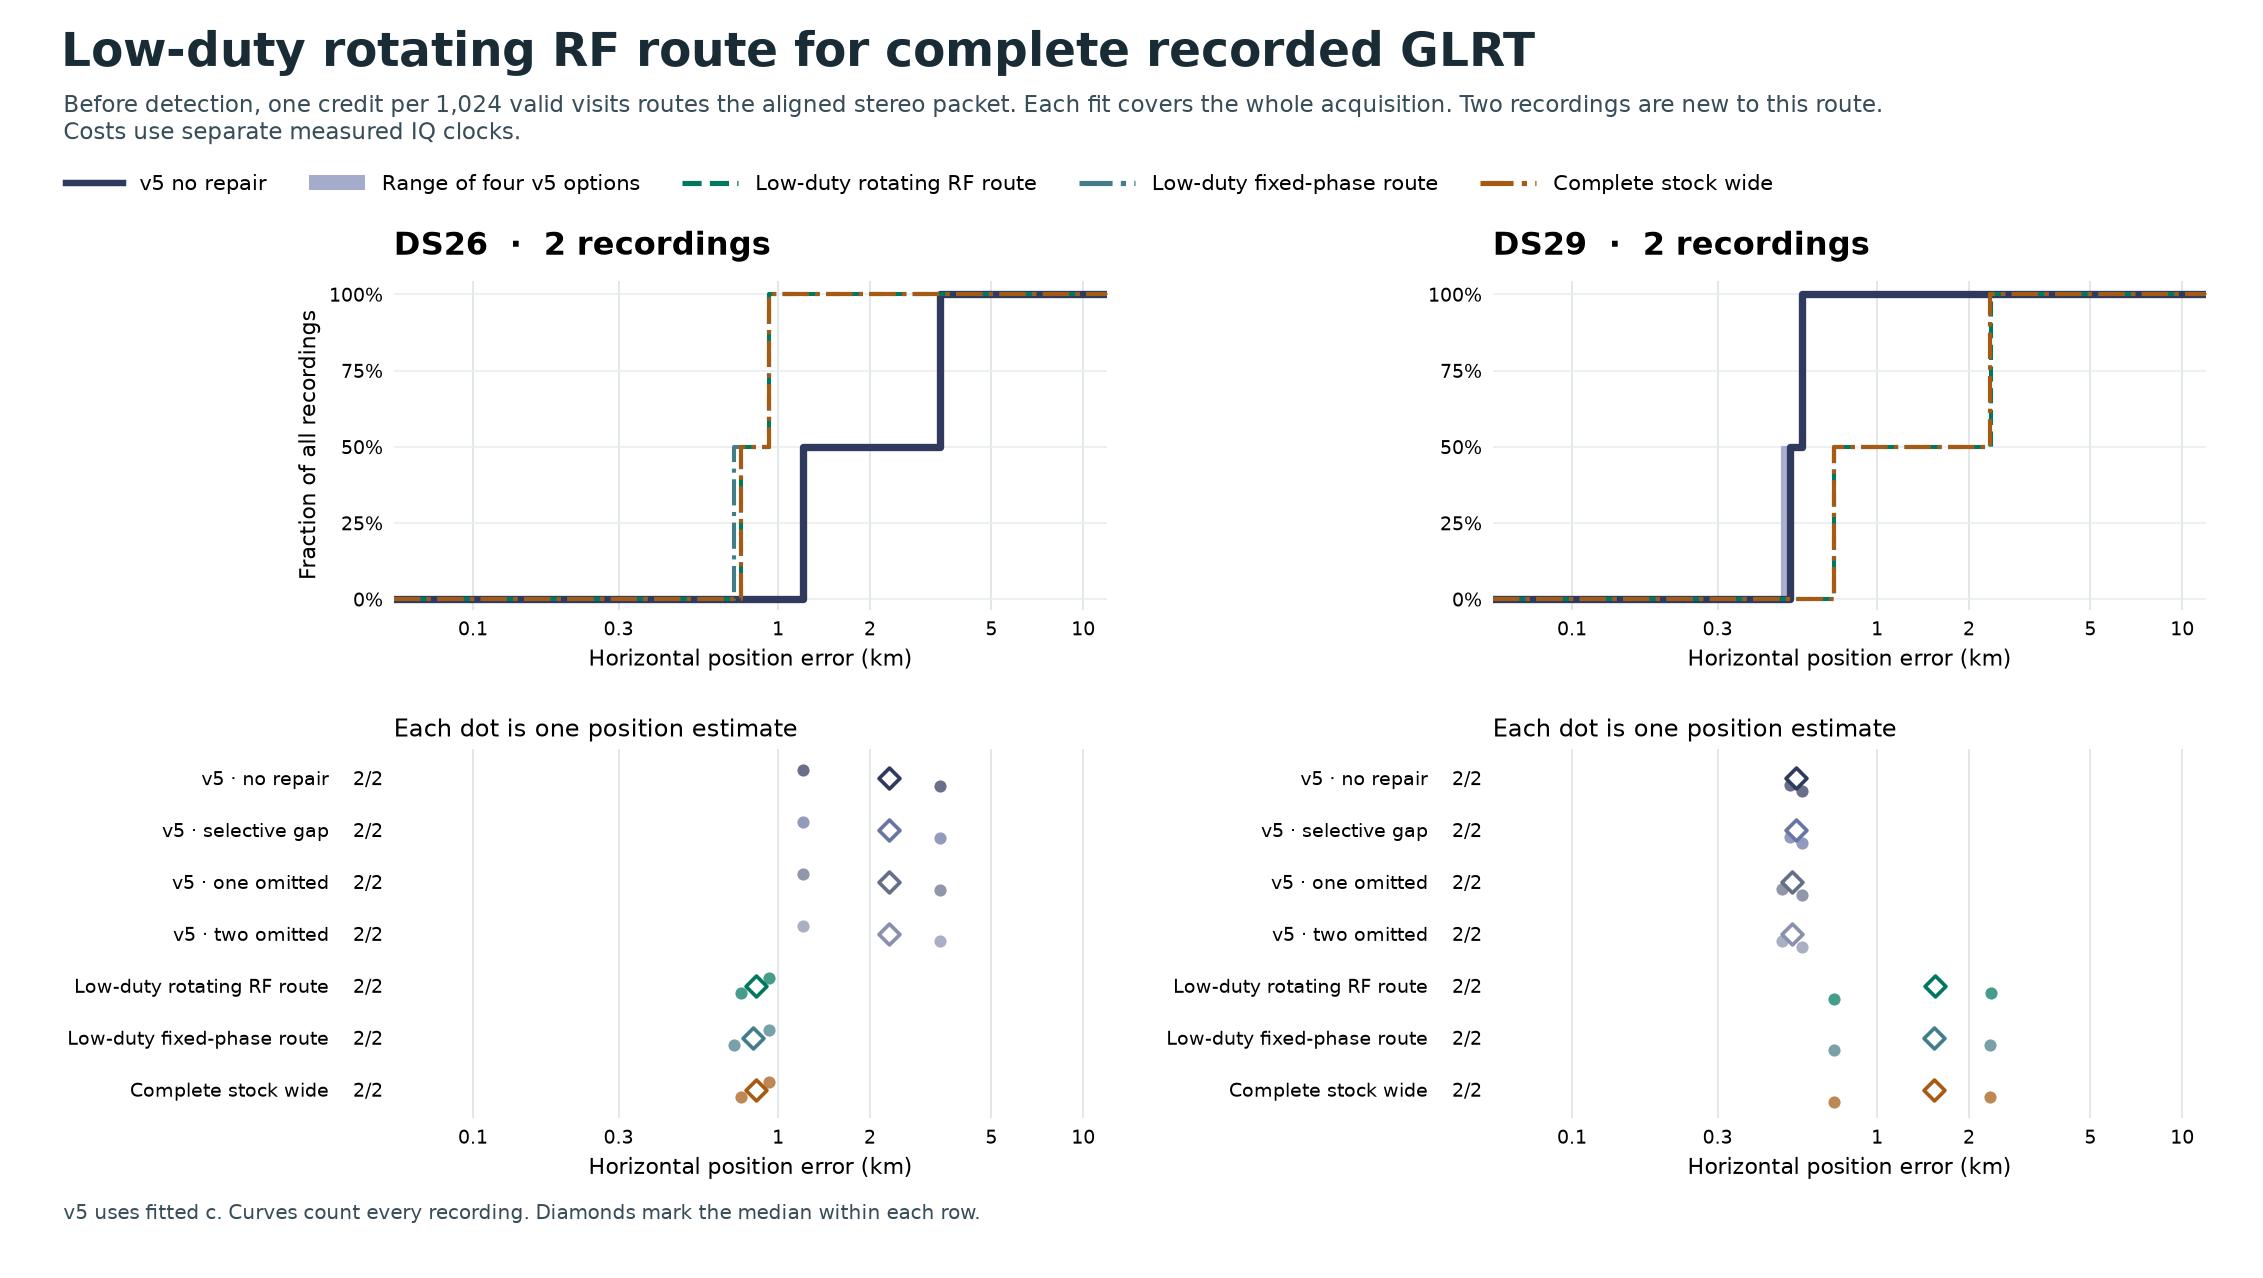 Low-duty rotating RF route for complete recorded GLRT
Before detection, one credit per 1,024 valid visits routes the aligned stereo packet. Each fit covers the whole acquisition. Two recordings are new to this route.
Costs use separate measured IQ clocks.
v5 no repair
Range of four v5 options
Low-duty rotating RF route
Low-duty fixed-phase route
Complete stock wide
DS26 · 2 recordings
Fraction of all recordings
100%
75%
50%
25%
0%
0.1 0.3 1 2 5 10
Horizontal position error (km)
DS29 · 2 recordings
100%
75%
50%
25%
0%
0.1 0.3 1 2 5 10
Horizontal position error (km)
Each dot is one position estimate
v5 · no repair 2/2
v5 · selective gap 2/2
v5 · one omitted 2/2
v5 · two omitted 2/2
Low-duty rotating RF route 2/2
Low-duty fixed-phase route 2/2
Complete stock wide 2/2
0.1 0.3 1 2 5 10
Horizontal position error (km)
Each dot is one position estimate
v5 · no repair 2/2
v5 · selective gap 2/2
v5 · one omitted 2/2
v5 · two omitted 2/2
Low-duty rotating RF route 2/2
Low-duty fixed-phase route 2/2
Complete stock wide 2/2
0.1 0.3 1 2 5 10
Horizontal position error (km)
v5 uses fitted c. Curves count every recording. Diamonds mark the median within each row.